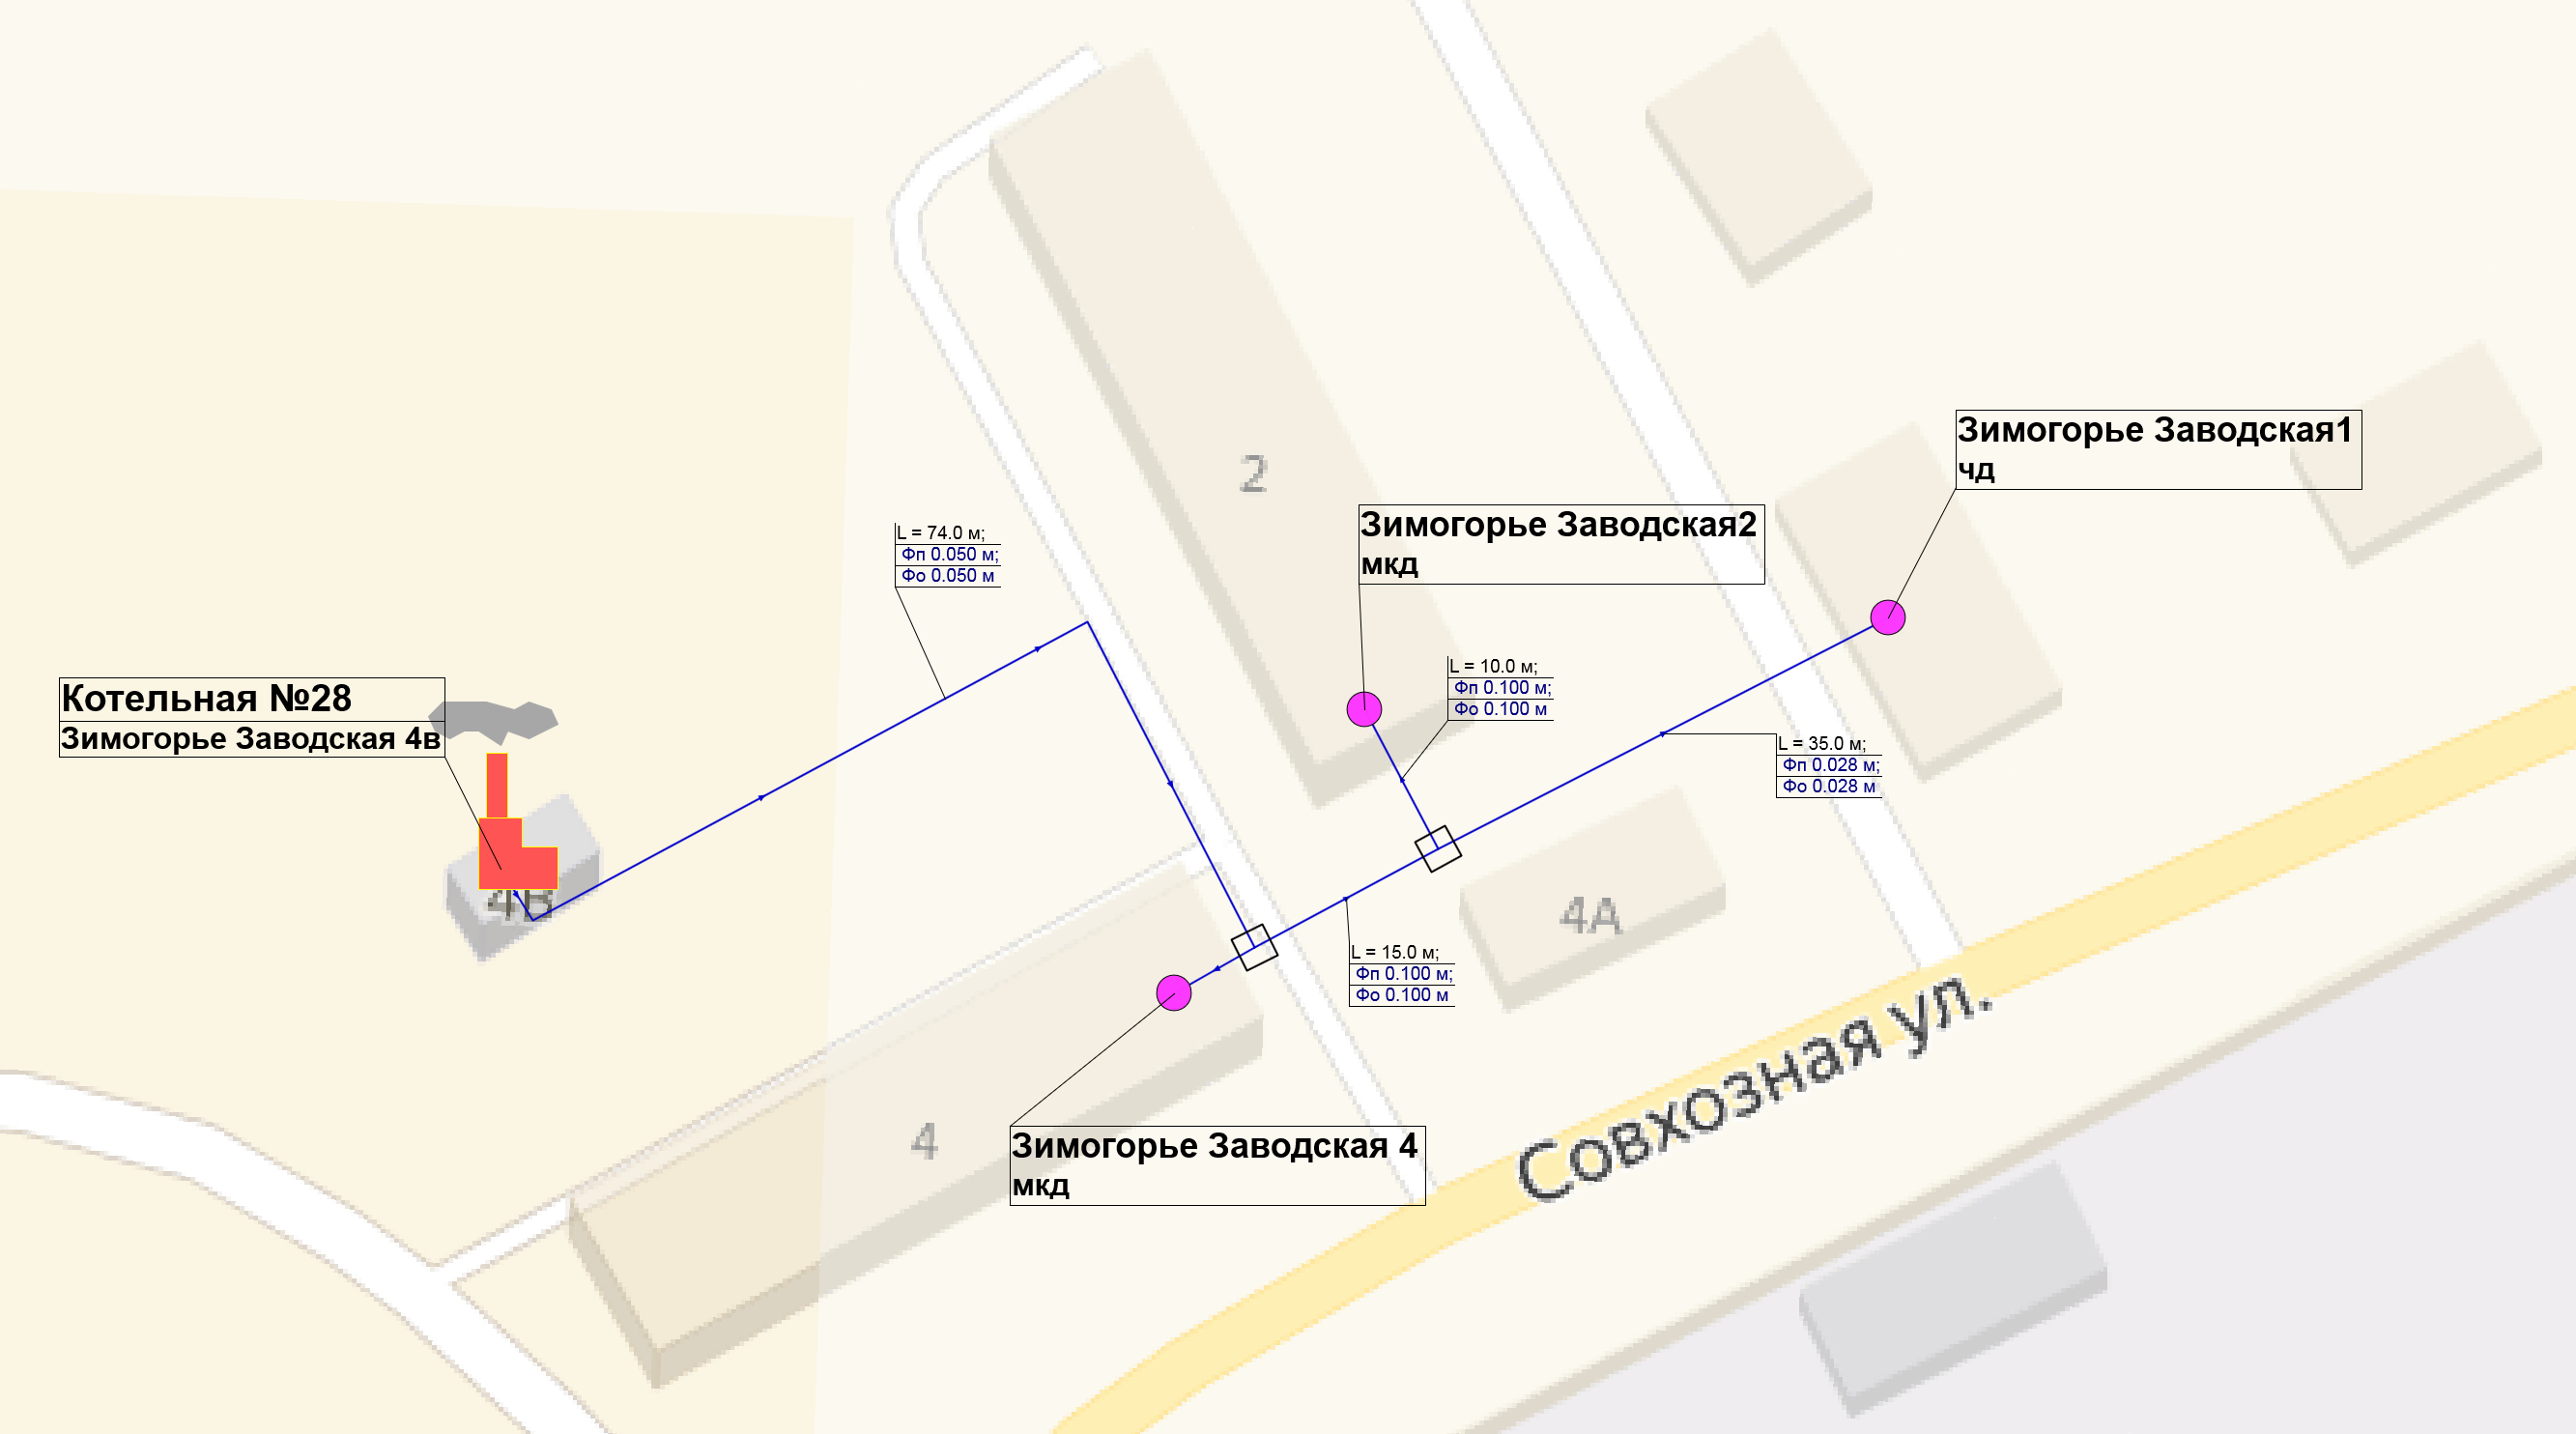 2
Зимогорье Заводская1
чд
Зимогорье Заводская2
мкд
L = 74.0 м;
Фп 0.050 м;
Фо 0.050 м
L = 10.0 м;
Фп 0.100 м;
Фо 0.100 м
Котельная №28
Зимогорье Заводская 4в
L = 35.0 м;
Фп 0.028 м;
Фо 0.028 м
4В
4А
L = 15.0 м;
Фп 0.100 м;
Фо 0.100 м
Совхозная ул.
4
Зимогорье Заводская 4
мкд